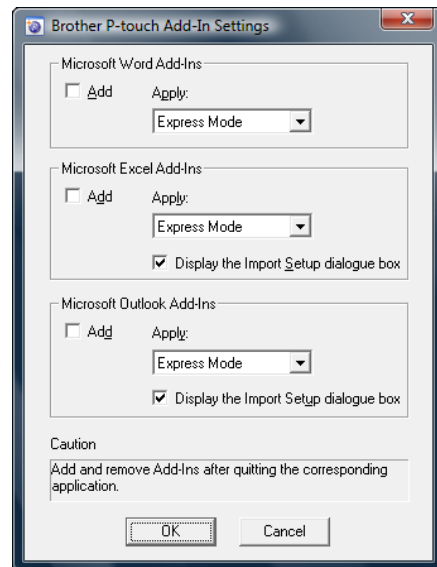 Brother P-touch Add-In Settings
Microsoft Word Add-Ins
Add Apply:
Express Mode
Microsoft Excel Add-Ins
Add Apply:
Express Mode
Display the Import Setup dialogue box
Microsoft Outlook Add-Ins
Add Apply:
Express Mode
Display the Import Setup dialogue box
Caution
Add and remove Add-Ins after quitting the corresponding
application.
OK Cancel